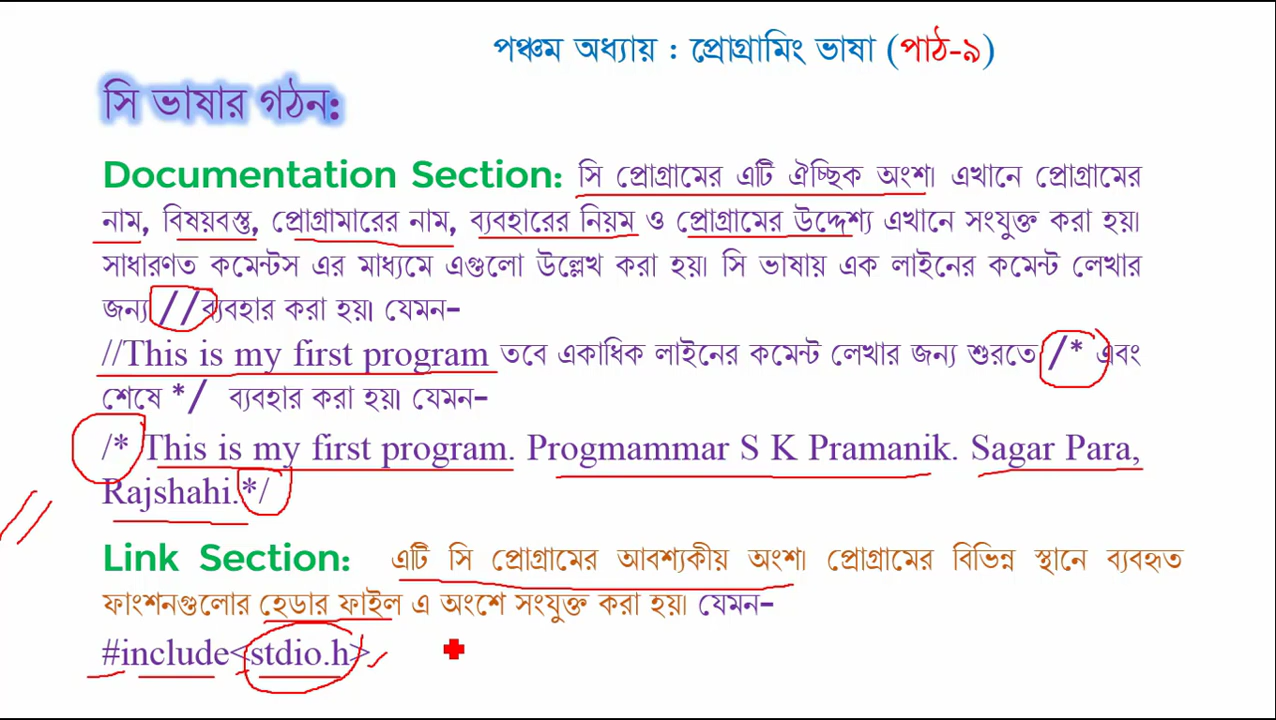 পঞ্চম অধ্যায় : প্রোগ্রামিং ভাষা (পাঠ-৯)
সি ভাষার গঠন:
Documentation Section: সি প্রোগ্রামের এটি ঐচ্ছিক অংশ। এখানে প্রোগ্রামের
নাম, বিষয়বস্তু, প্রোগ্রামারের নাম, ব্যবহারের নিয়ম ও প্রোগ্রামের উদ্দেশ্য এখানে সংযুক্ত করা হয়।
সাধারণত কমেন্টস এর মাধ্যমে এগুলো উল্লেখ করা হয়। সি ভাষায় এক লাইনের কমেন্ট লেখার
জন্য // ব্যবহার করা হয়। যেমন-
//This is my first program তবে একাধিক লাইনের কমেন্ট লেখার জন্য শুরতে /* এবং
শেষে */ ব্যবহার করা হয়। যেমন-
/* This is my first program. Progmammar S K Pramanik. Sagar Para,
Rajshahi.*/
Link Section: এটি সি প্রোগ্রামের আবশ্যকীয় অংশ। প্রোগ্রামের বিভিন্ন স্থানে ব্যবহৃত
ফাংশনগুলোর হেডার ফাইল এ অংশে সংযুক্ত করা হয়। যেমন-
#include<stdio.h>